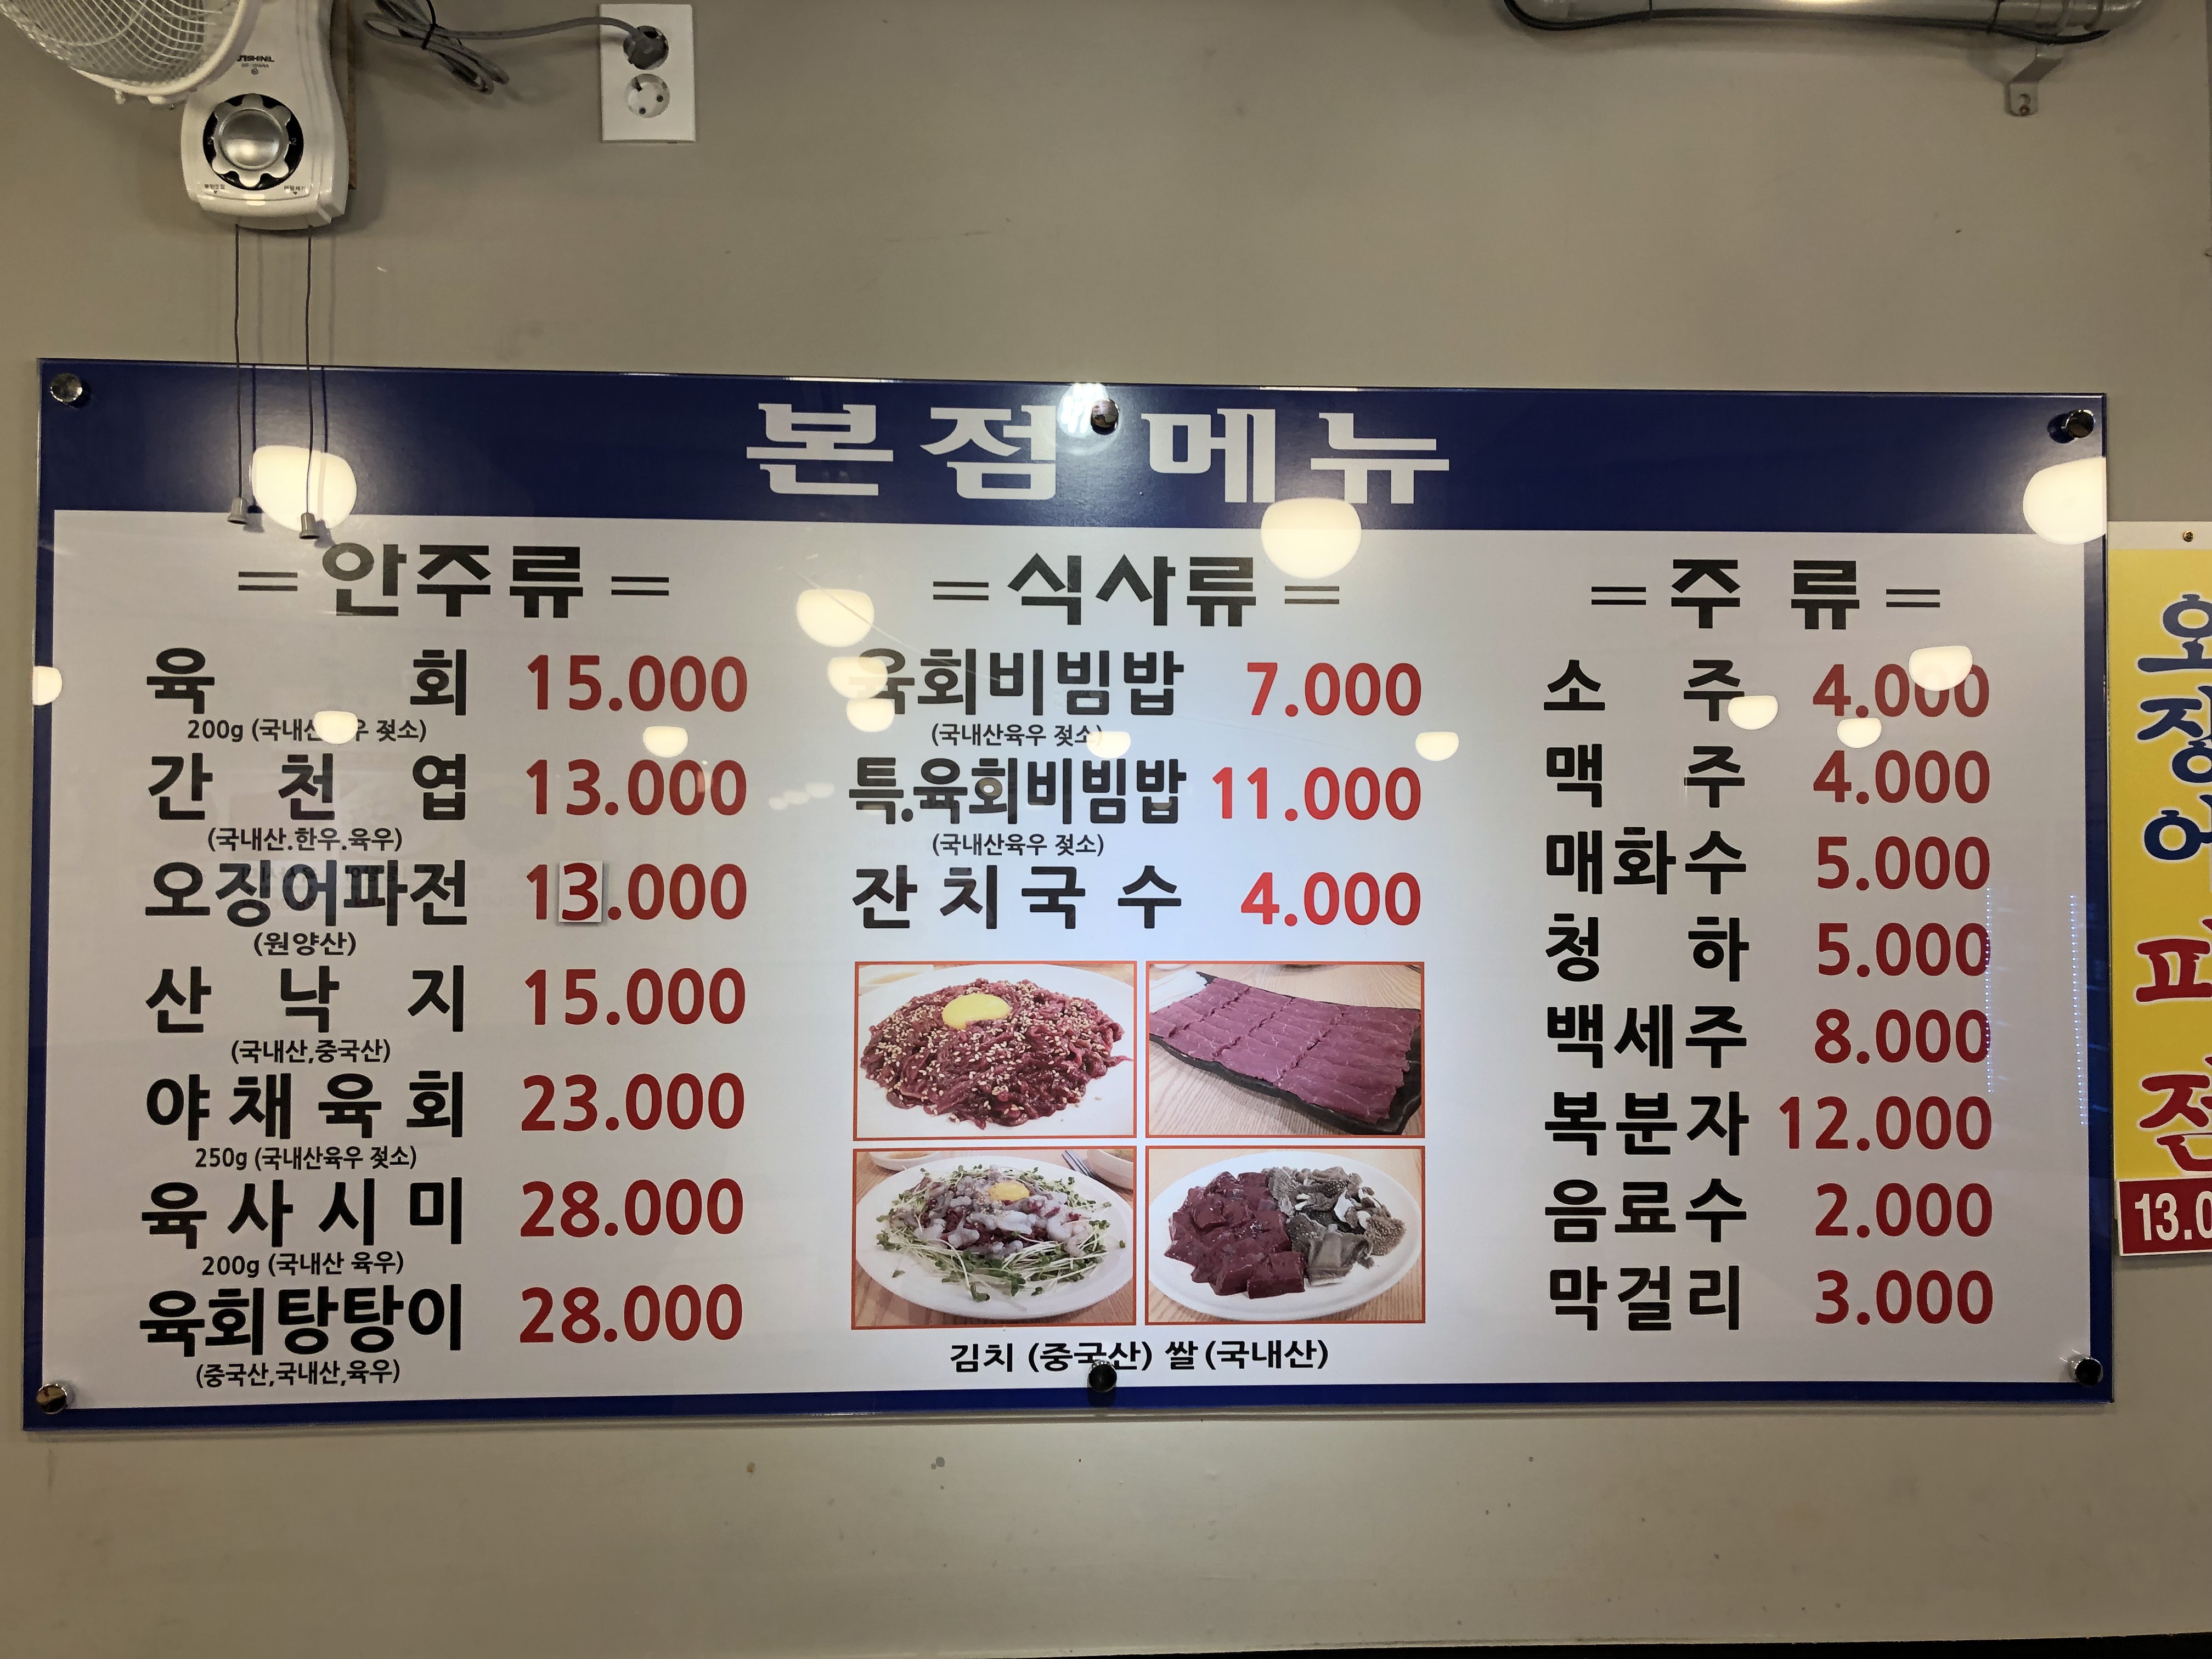 SHINIL
본점 메뉴
=안주류=
육회 15.000
200g (국내산육우 젖소)
간천엽 13.000
(국내산.한우.육우)
오징어파전 13.000
(원양산)
산낙지 15.000
(국내산,중국산)
야채육회 23.000
250g (국내산육우 젖소)
육사시미 28.000
200g (국내산 육우)
육회탕탕이 28.000
(중국산,국내산,육우)
=식사류=
육회비빔밥 7.000
(국내산육우 젖소)
특.육회비빔밥 11.000
(국내산육우 젖소)
잔치국수 4.000
김치 (중국산) 쌀 (국내산)
=주류=
소주 4.000
맥주 4.000
매화수 5.000
청하 5.000
백세주 8.000
복분자 12.000
음료수 2.000
막걸리 3.000
오
징
어
파
전
13.0